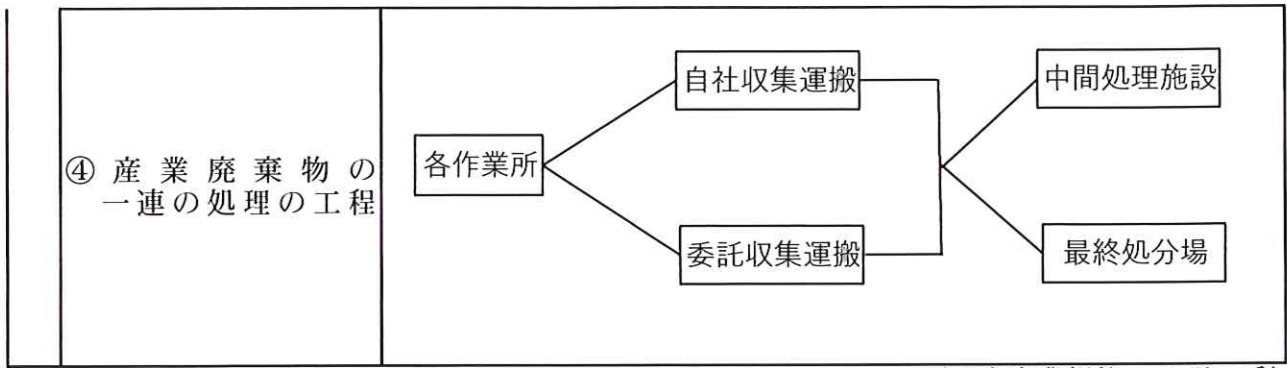 ④ 産業廃棄物の
一連の処理の工程
各作業所
自社収集運搬
委託収集運搬
中間処理施設
最終処分場